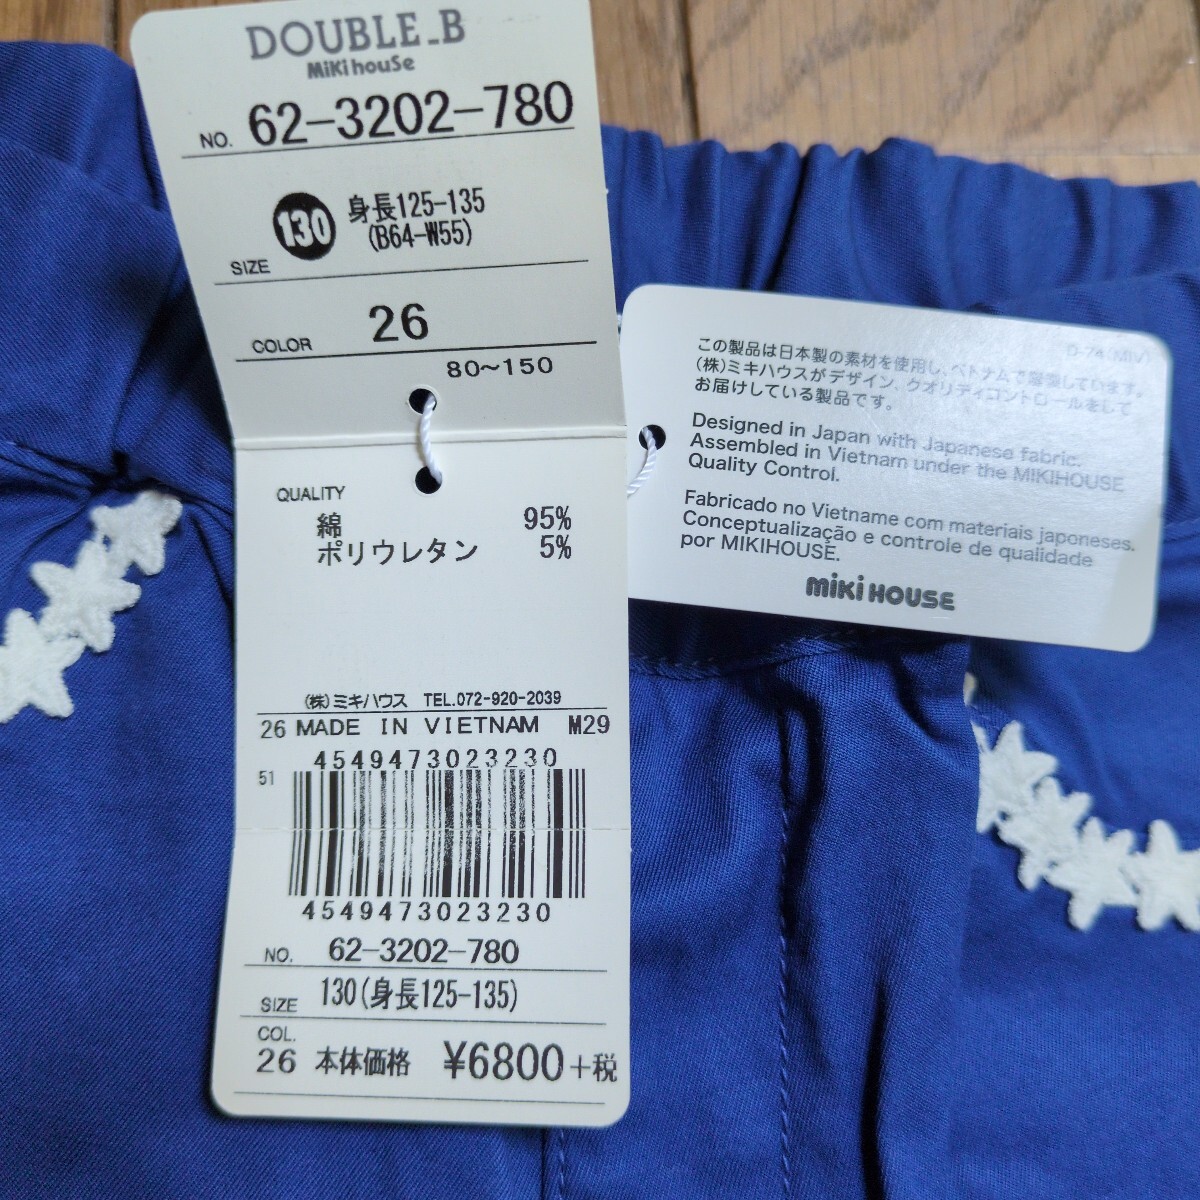 DOUBLE_B
MiKi houSe
NO. 62-3202-780
130 身長125-135
(B64-W55)
SIZE
COLOR 26
80~150
QUALITY
綿 95%
ポリウレタン 5%
(株)ミキハウス TEL.072-920-2039
26 MADE IN VIETNAM M29
4549473023230
51
4549473023230
NO. 62-3202-780
SIZE 130(身長125-135)
COL.
26 本体価格 ¥6800+税
D-74(MIV)
この製品は日本製の素材を使用し、ベトナムで縫製しています。
(株)ミキハウスがデザイン、クオリティコントロールをして
お届けしている製品です。
Designed in Japan with Japanese fabric.
Assembled in Vietnam under the MIKIHOUSE
Quality Control.
Fabricado no Vietname com materiais japoneses.
Conceptualização e controle de qualidade
por MIKIHOUSE.
miKi HOUSE